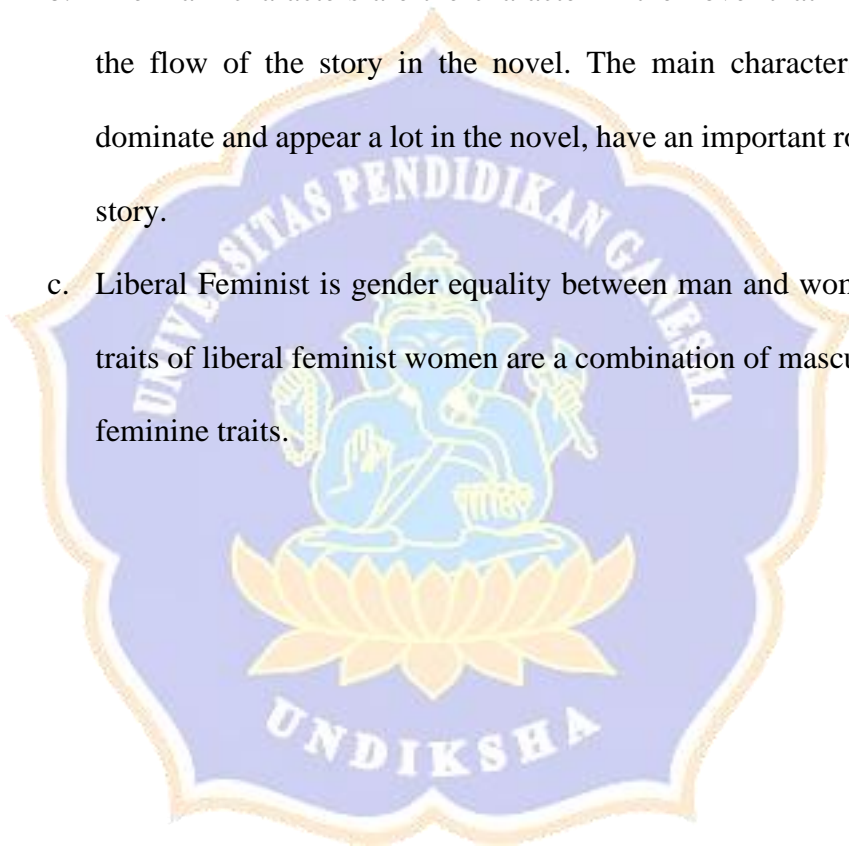 the flow of the story in the novel. The main character
dominate and appear a lot in the novel, have an important
story.
c. Liberal Feminist is gender equality between man and
traits of liberal feminist women are a combination of
feminine traits.
UNIVERSITAS PENDIDIKAN GANESHA
UNDIKSHA